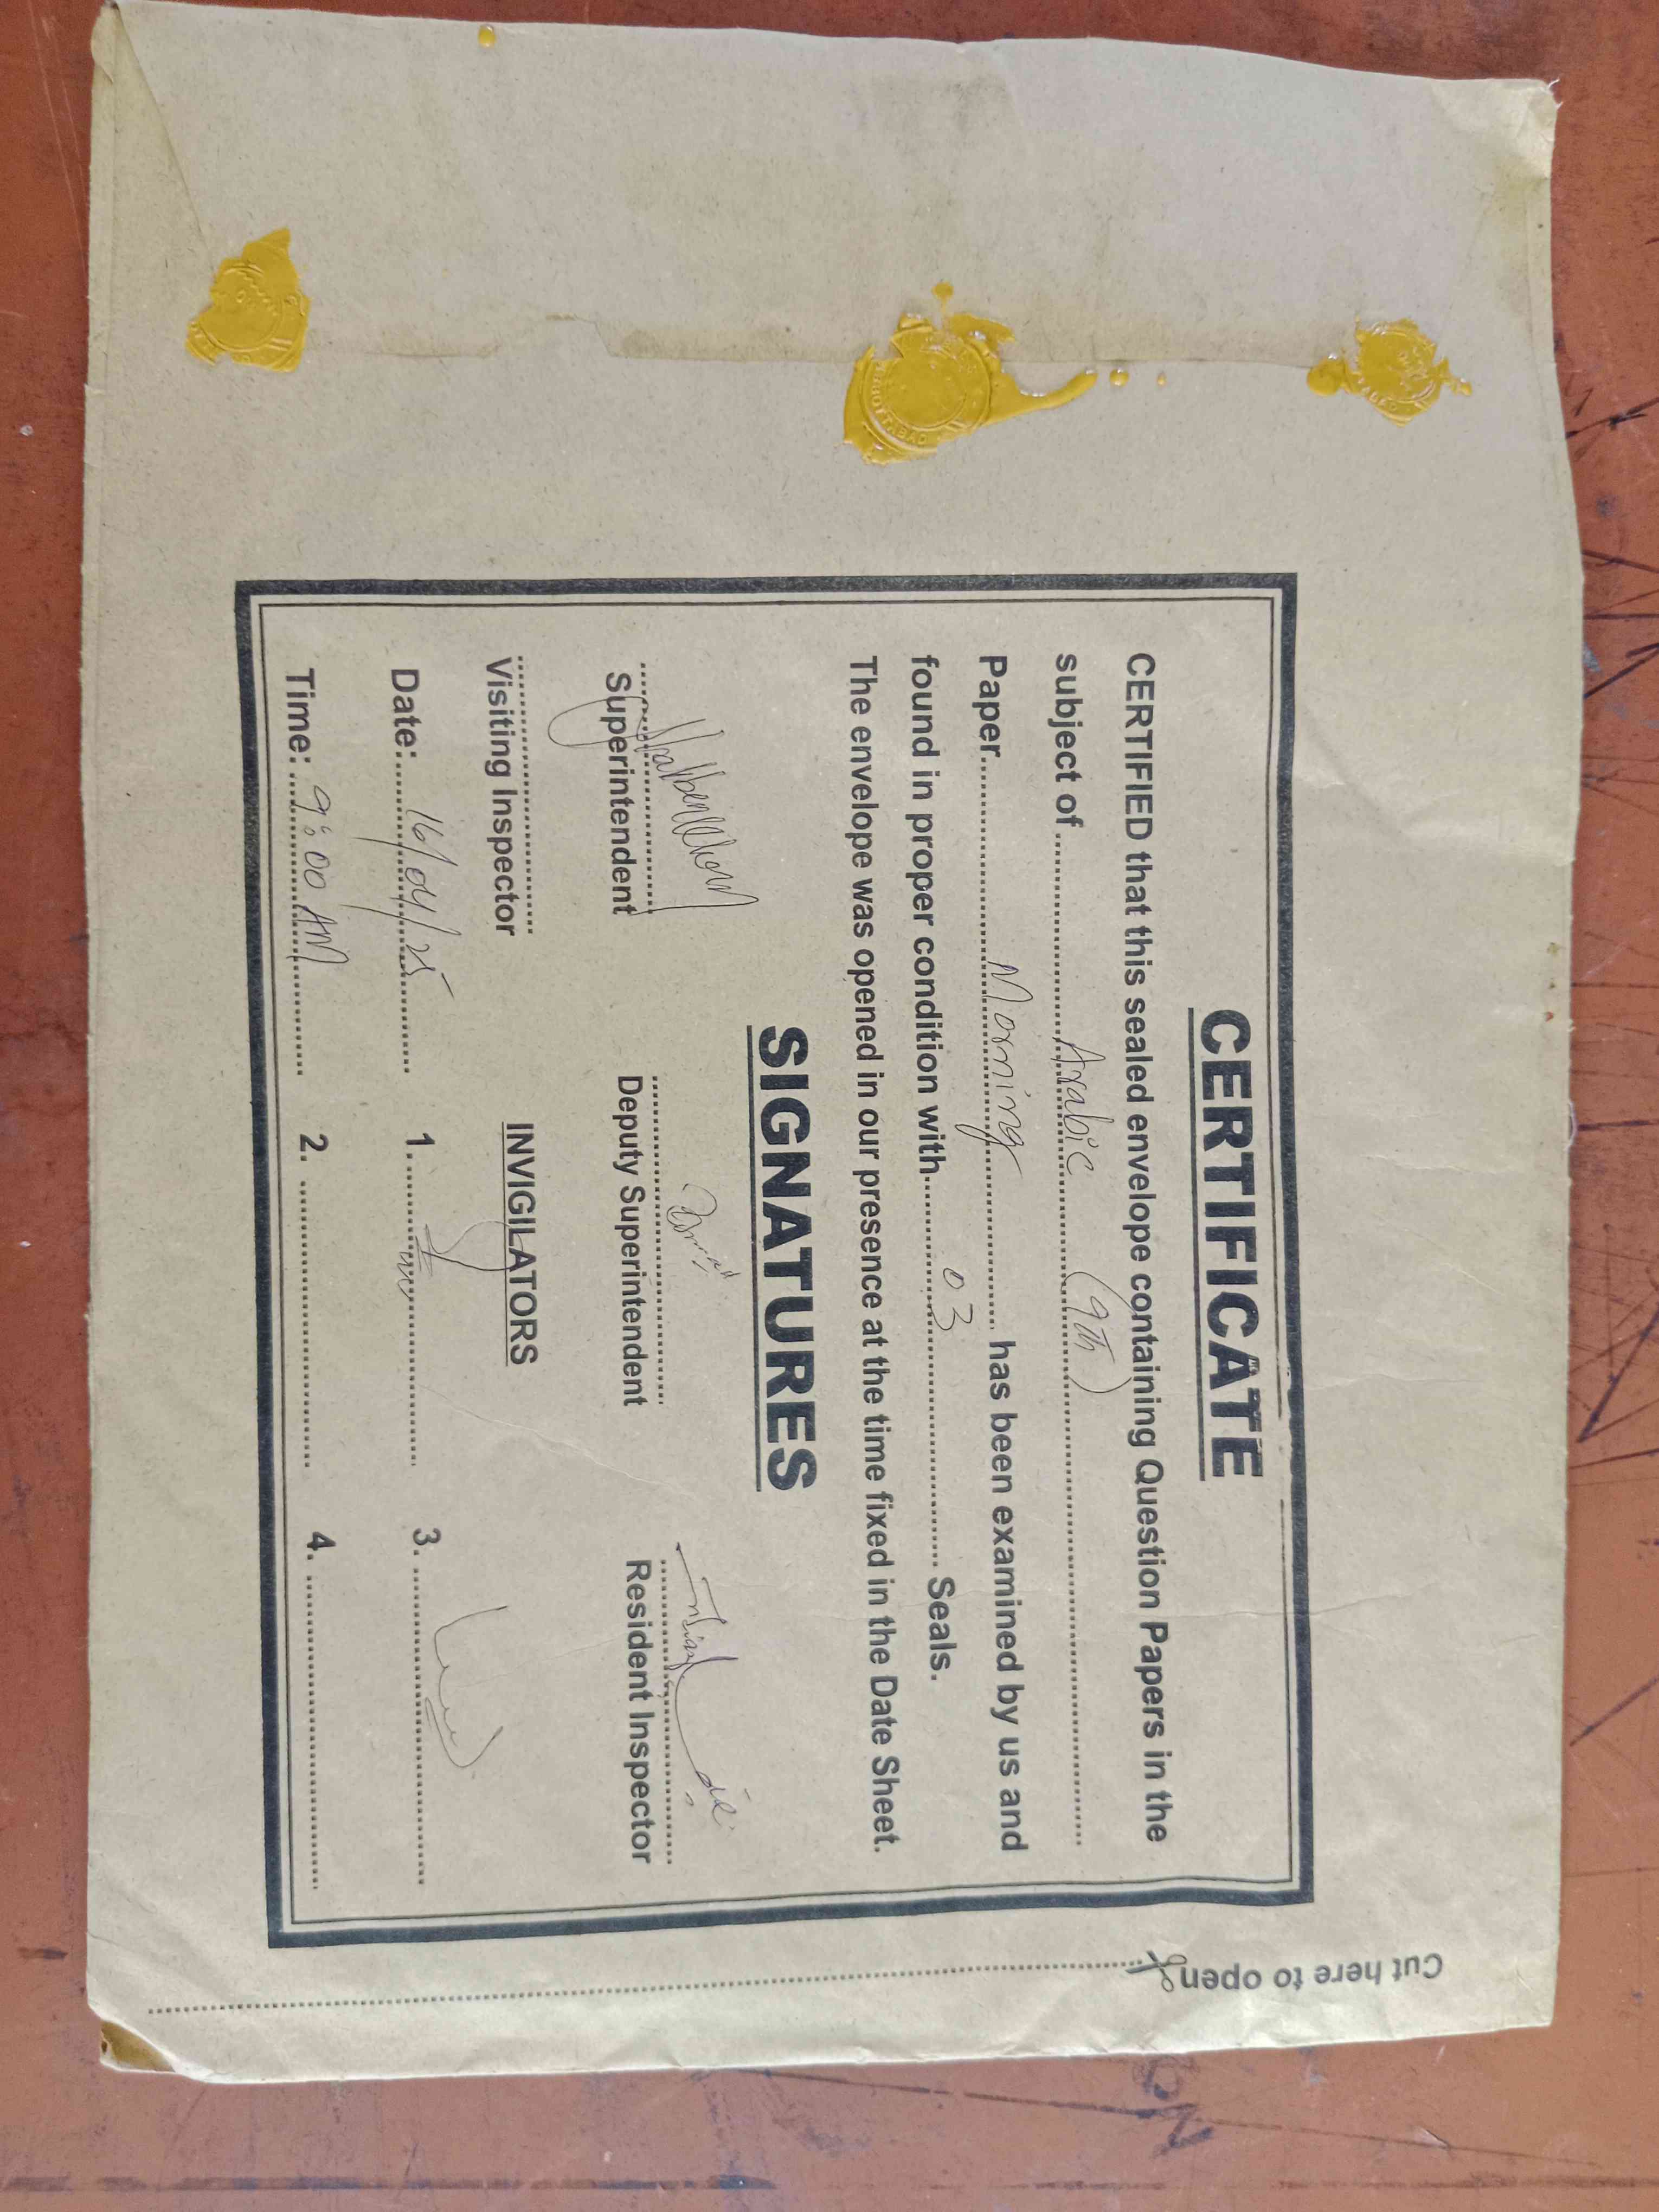 CERTIFICATE
CERTIFIED that this sealed envelope containing Question Papers in the
subject of ........ Arabic (9th) ........
Paper........ Morning ........ has been examined by us and
found in proper condition with........ 03 ........ Seals.
The envelope was opened in our presence at the time fixed in the Date Sheet.
SIGNATURES
Superintendent Deputy Superintendent Resident Inspector
Visiting Inspector
INVIGILATORS
Date:........ 16/04/25 ........ 1......... 3. ........
Time: ........ 9:00 AM ........ 2. ........ 4. ........
Cut here to open
ABBOTTABAD